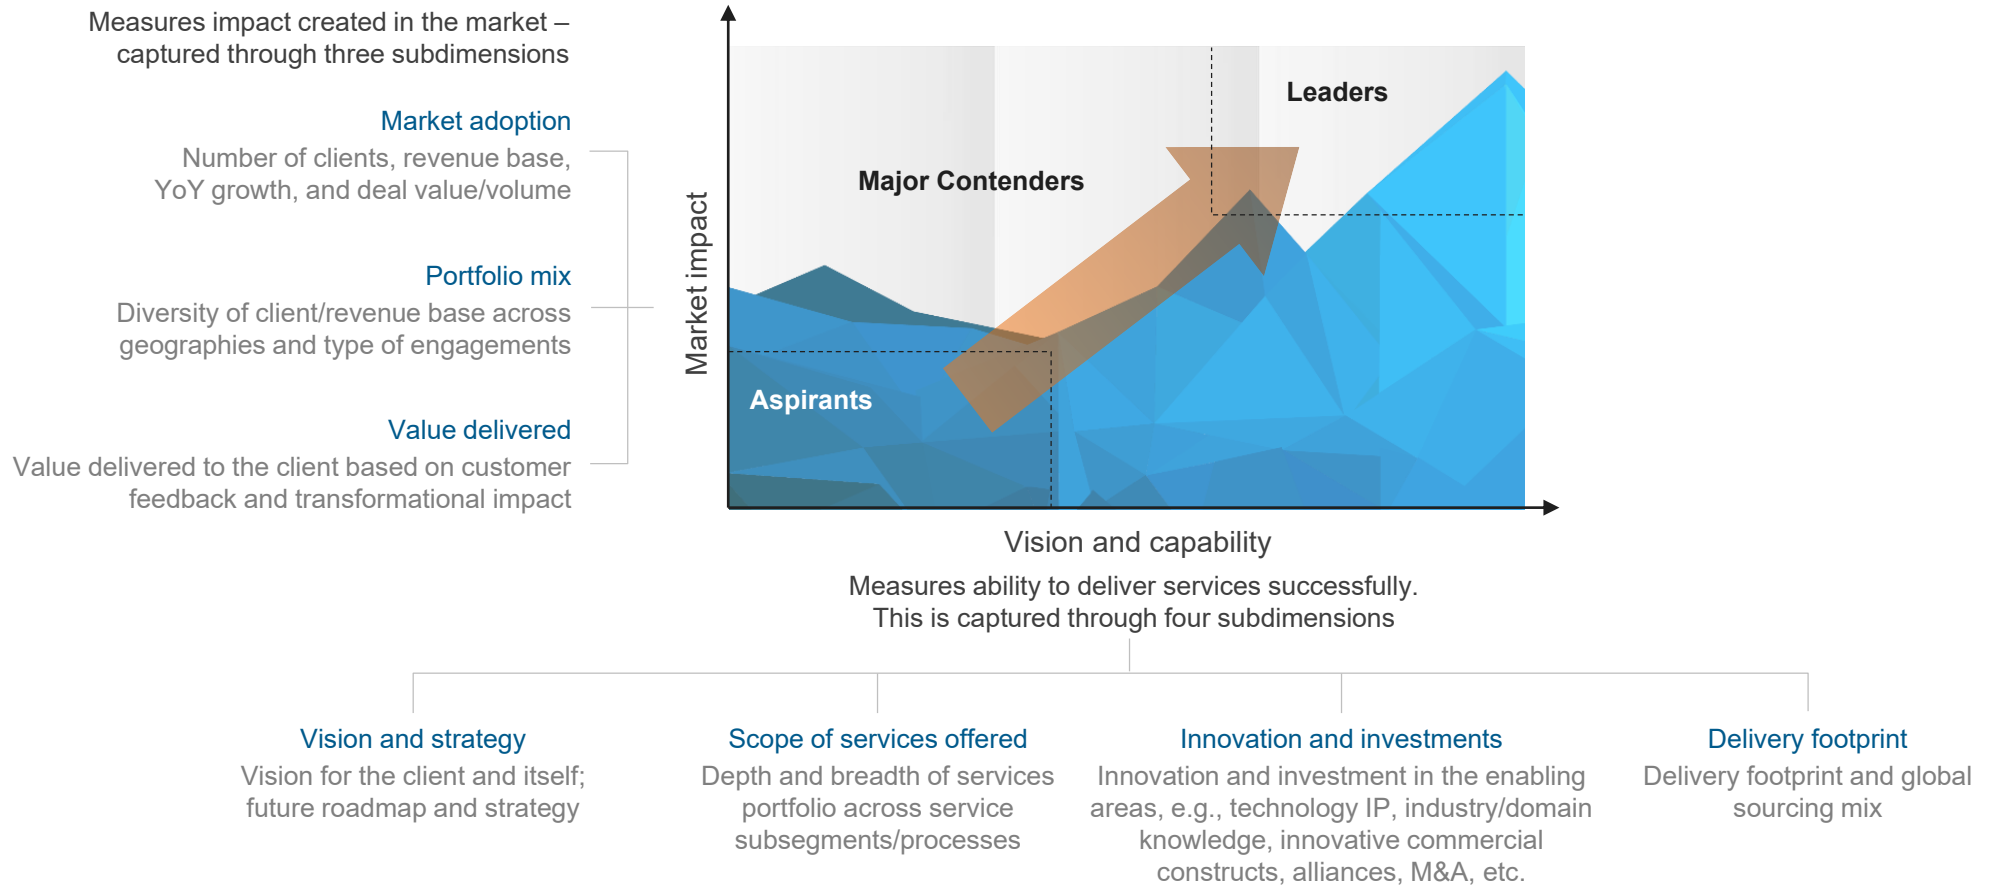 Measures impact created in the market –
captured through three subdimensions
Market adoption
Number of clients, revenue base,
YoY growth, and deal value/volume
Portfolio mix
Diversity of client/revenue base across
geographies and type of engagements
Value delivered
Value delivered to the client based on customer
feedback and transformational impact
Market impact
Leaders
Major Contenders
Aspirants
Vision and capability
Measures ability to deliver services successfully.
This is captured through four subdimensions
Vision and strategy
Vision for the client and itself;
future roadmap and strategy
Scope of services offered
Depth and breadth of services
portfolio across service
subsegments/processes
Innovation and investments
Innovation and investment in the enabling
areas, e.g., technology IP, industry/domain
knowledge, innovative commercial
constructs, alliances, M&A, etc.
Delivery footprint
Delivery footprint and global
sourcing mix